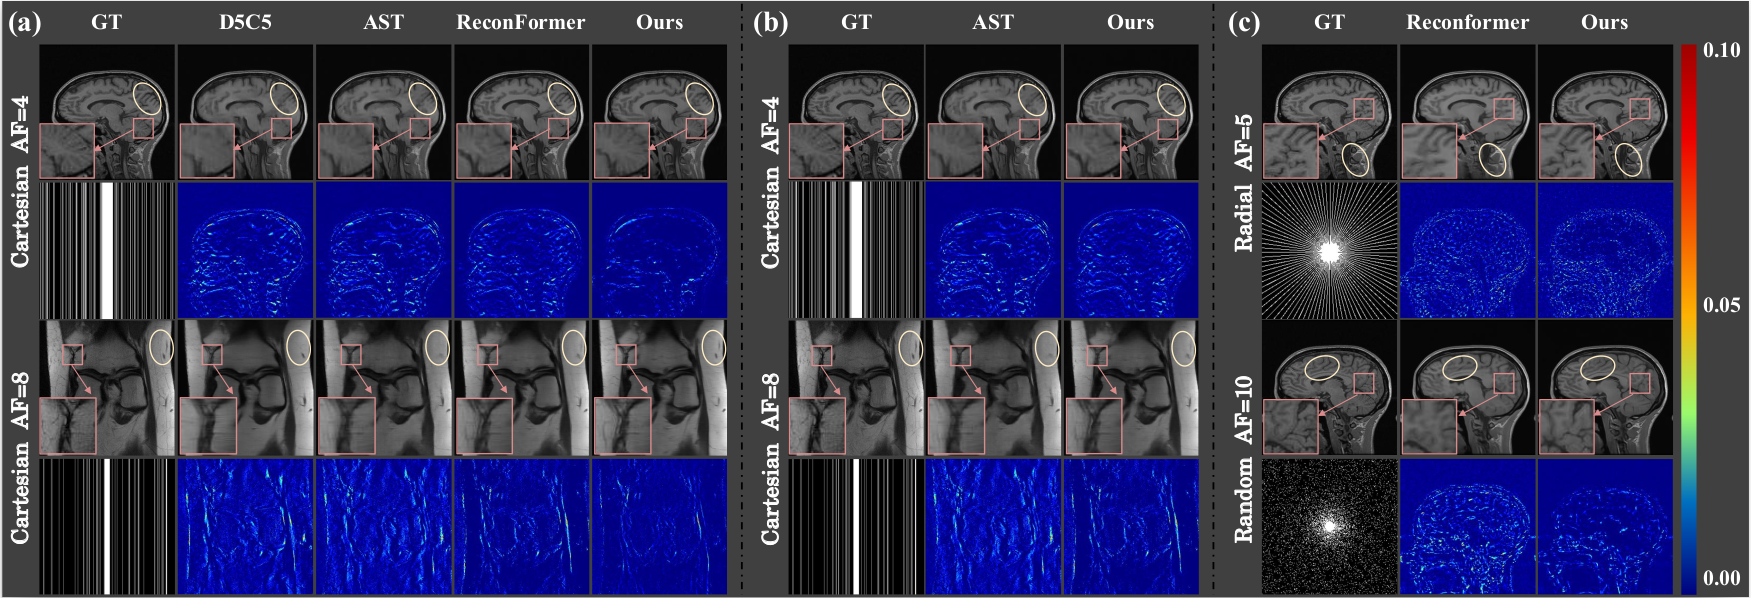 (a) GT D5C5 AST ReconFormer Ours
Cartesian AF=4
Cartesian AF=8
(b) GT AST Ours
Cartesian AF=4
Cartesian AF=8
(c) GT Reconformer Ours
Radial AF=5
Random AF=10
0.10
0.05
0.00